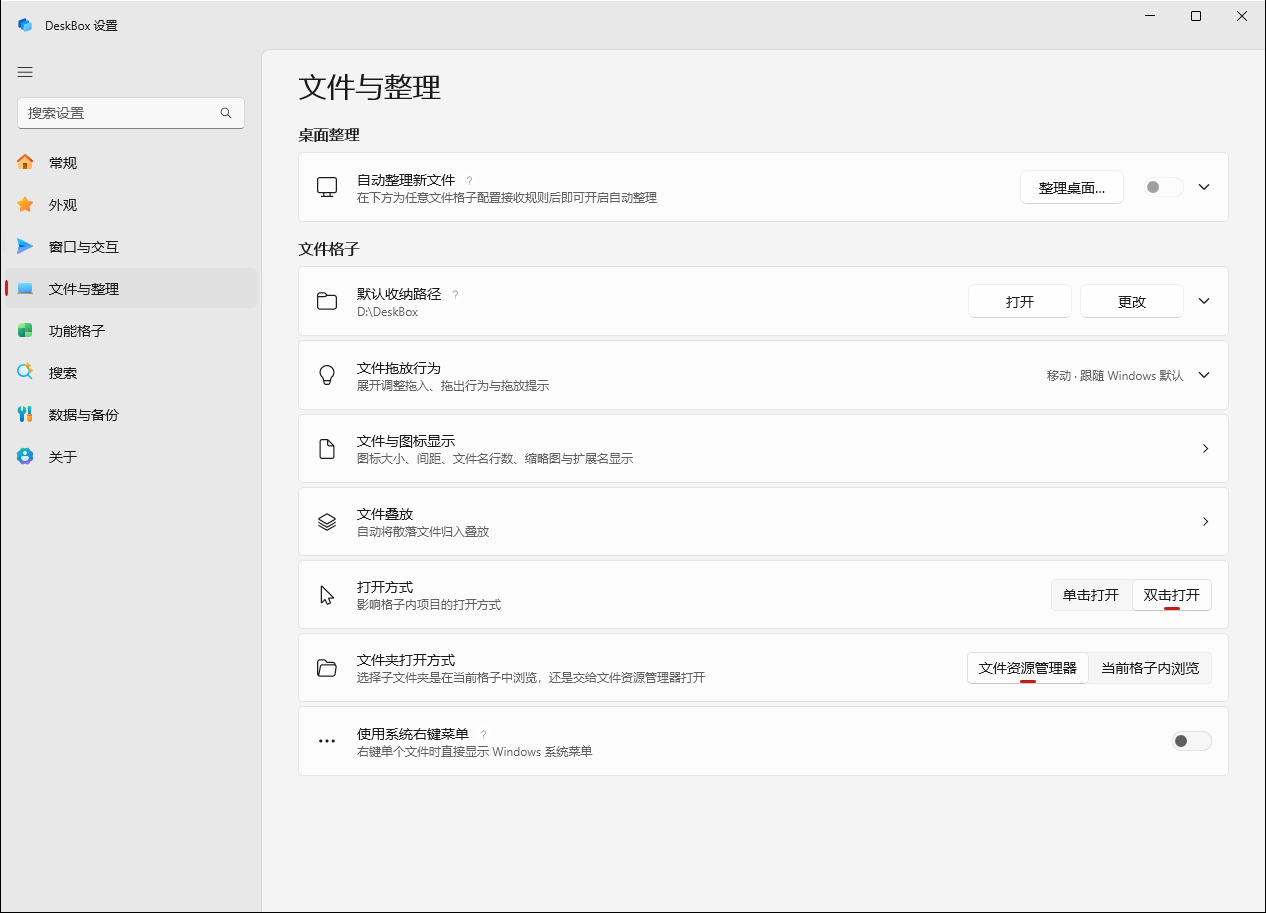 DeskBox 设置
搜索设置
常规
外观
窗口与交互
文件与整理
功能格子
搜索
数据与备份
关于
文件与整理
桌面整理
自动整理新文件 ?
在下方为任意文件格子配置接收规则后即可开启自动整理
整理桌面...
文件格子
默认收纳路径 ?
D:\DeskBox
打开
更改
文件拖放行为
展开调整拖入、拖出行为与拖放提示
移动 · 跟随 Windows 默认
文件与图标显示
图标大小、间距、文件名行数、缩略图与扩展名显示
文件叠放
自动将散落文件归入叠放
打开方式
影响格子内项目的打开方式
单击打开
双击打开
文件夹打开方式
选择子文件夹是在当前格子中浏览，还是交给文件资源管理器打开
文件资源管理器
当前格子内浏览
使用系统右键菜单 ?
右键单个文件时直接显示 Windows 系统菜单